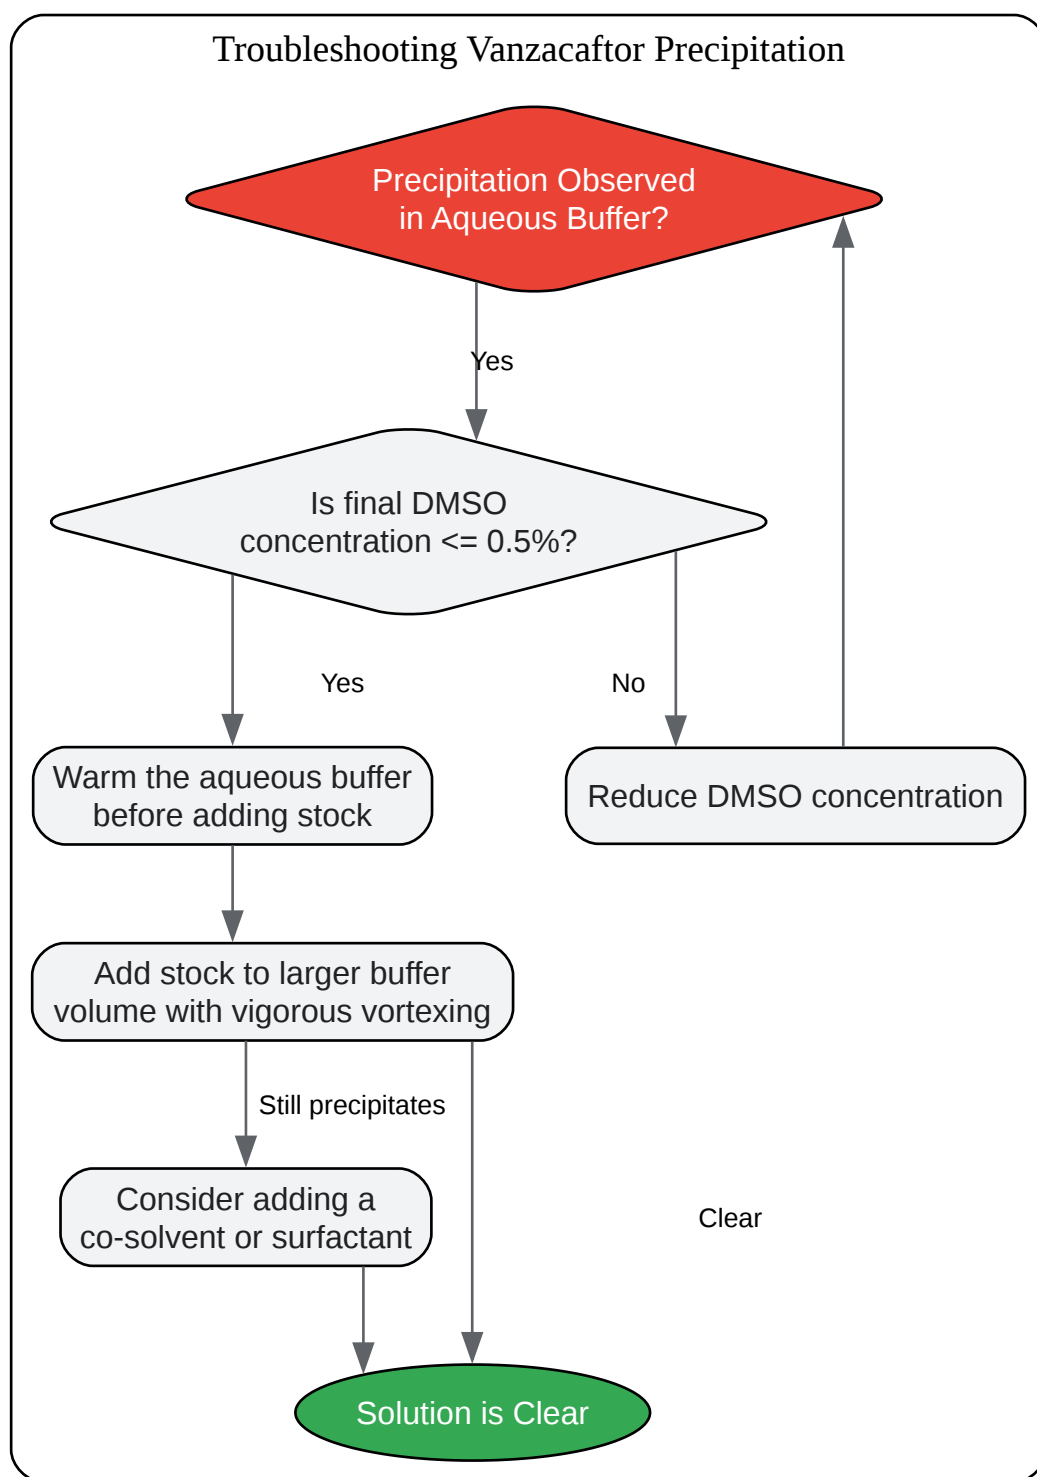 Troubleshooting Vanzacaftor Precipitation
Precipitation Observed
in Aqueous Buffer?
Yes
Is final DMSO
concentration <= 0.5%?
Yes
No
Warm the aqueous buffer
before adding stock
Reduce DMSO concentration
Add stock to larger buffer
volume with vigorous vortexing
Still precipitates
Consider adding a
co-solvent or surfactant
Clear
Solution is Clear